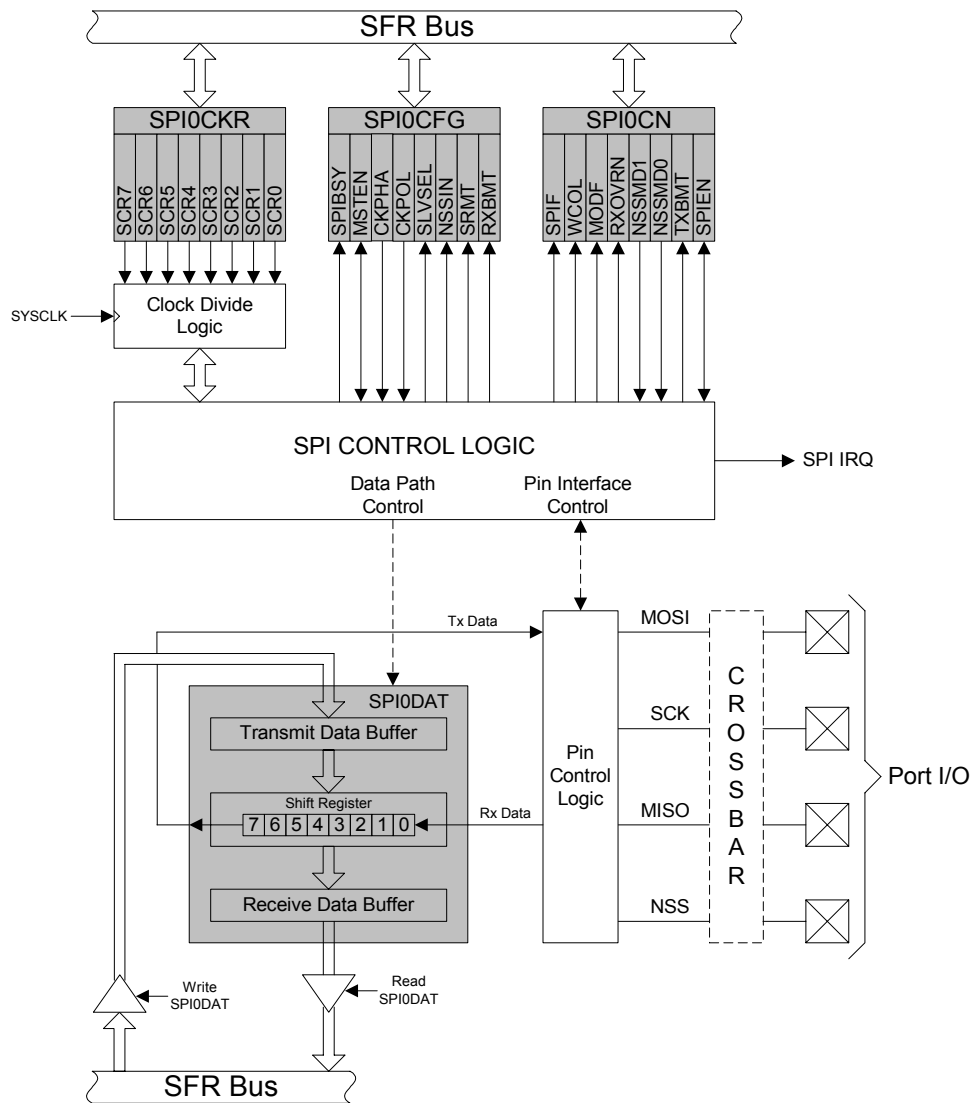 SFR Bus
SPI0CKR
SCR7
SCR6
SCR5
SCR4
SCR3
SCR2
SCR1
SCR0
SPI0CFG
SPIBSY
MSTEN
CKPHA
CKPOL
SLVSEL
NSSIN
SRMT
RXBMT
SPI0CN
SPIF
WCOL
MODF
RXOVRN
NSSMD1
NSSMD0
TXBMT
SPIEN
SYSCLK
Clock Divide
Logic
SPI CONTROL LOGIC
Data Path
Control
Pin Interface
Control
SPI IRQ
Tx Data
SPI0DAT
Transmit Data Buffer
Shift Register
7 6 5 4 3 2 1 0
Rx Data
Receive Data Buffer
Pin
Control
Logic
MOSI
SCK
MISO
NSS
CROSSBAR
Port I/O
Write
SPI0DAT
Read
SPI0DAT
SFR Bus